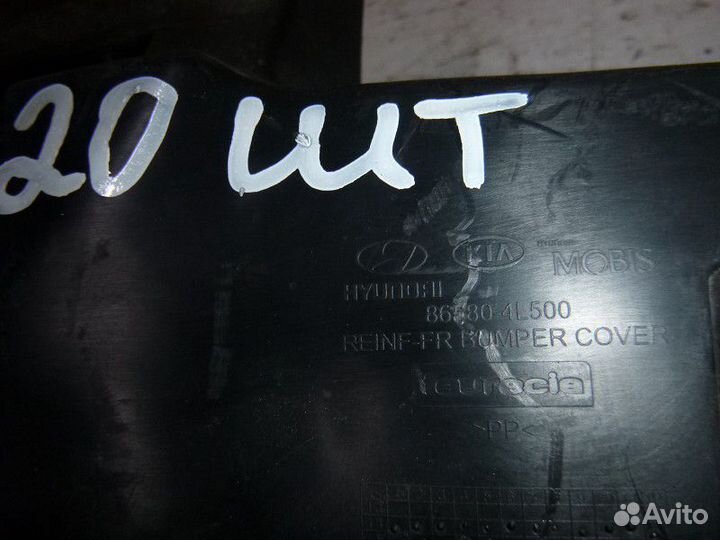 20 шт
KIA
HYUNDAI
MOBIS
HYUNDAI
86580-4L500
REINF-FR BUMPER COVER
>PP<
Avito